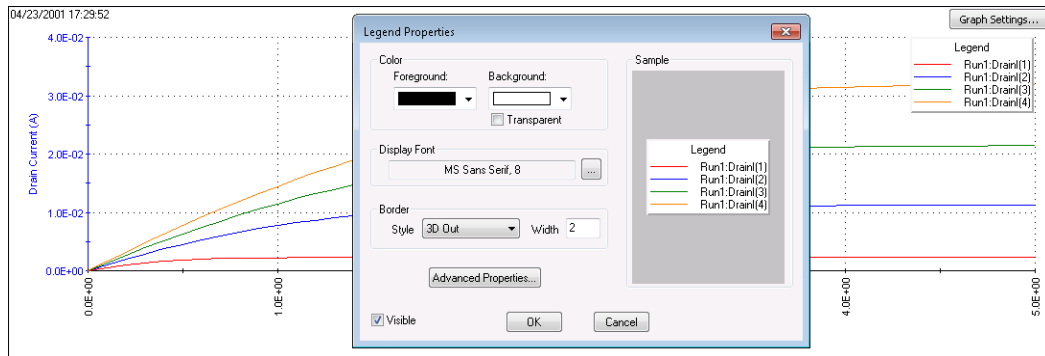 04/23/2001 17:29:52
Graph Settings...
4.0E-02
3.0E-02
2.0E-02
1.0E-02
0.0E+00
Drain Current (A)
0.0E+00
1.0E+00
4.0E+00
5.0E+00
Legend
Run1:DrainI(1)
Run1:DrainI(2)
Run1:DrainI(3)
Run1:DrainI(4)
Legend Properties
Color
Foreground:
Background:
Transparent
Display Font
MS Sans Serif, 8
...
Border
Style
3D Out
Width
2
Advanced Properties...
Visible
OK
Cancel
Sample
Legend
Run1:DrainI(1)
Run1:DrainI(2)
Run1:DrainI(3)
Run1:DrainI(4)